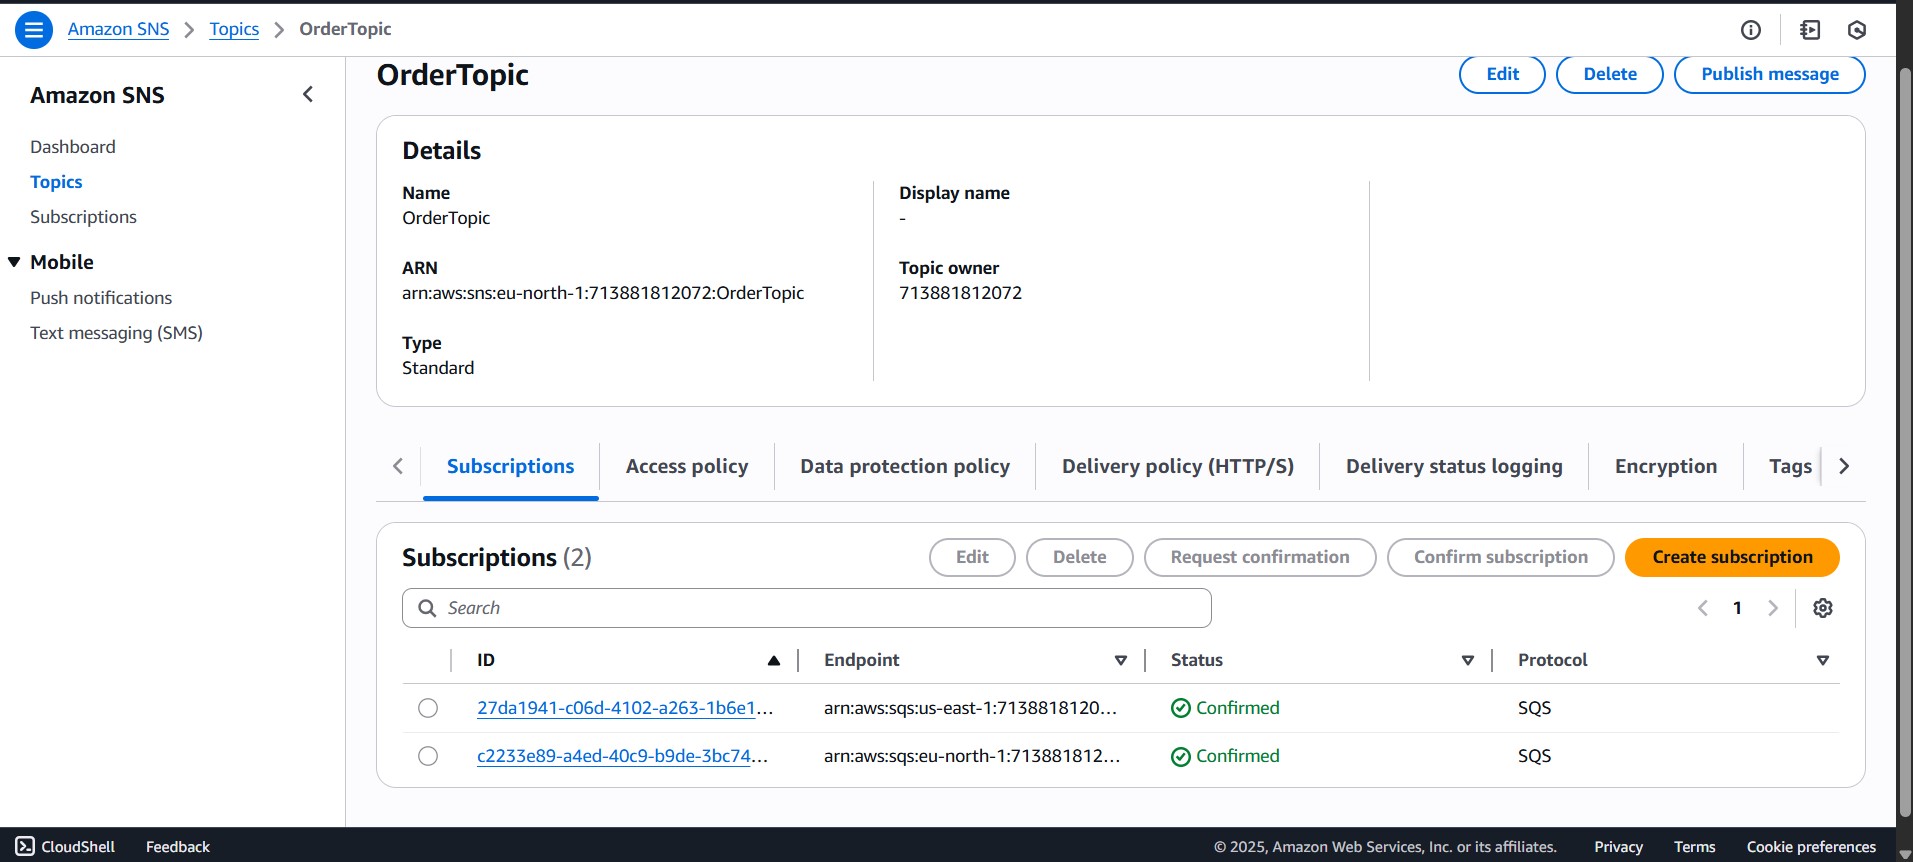 Amazon SNS > Topics > OrderTopic
Amazon SNS
Dashboard
Topics
Subscriptions
Mobile
Push notifications
Text messaging (SMS)
OrderTopic
Edit Delete Publish message
Details
Name
OrderTopic
Display name
-
ARN
arn:aws:sns:eu-north-1:713881812072:OrderTopic
Topic owner
713881812072
Type
Standard
Subscriptions Access policy Data protection policy Delivery policy (HTTP/S) Delivery status logging Encryption Tags
Subscriptions (2)
Edit Delete Request confirmation Confirm subscription Create subscription
Search
1
ID Endpoint Status Protocol
27da1941-c06d-4102-a263-1b6e1... arn:aws:sqs:us-east-1:7138818120... Confirmed SQS
c2233e89-a4ed-40c9-b9de-3bc74... arn:aws:sqs:eu-north-1:713881812... Confirmed SQS
CloudShell Feedback © 2025, Amazon Web Services, Inc. or its affiliates. Privacy Terms Cookie preferences